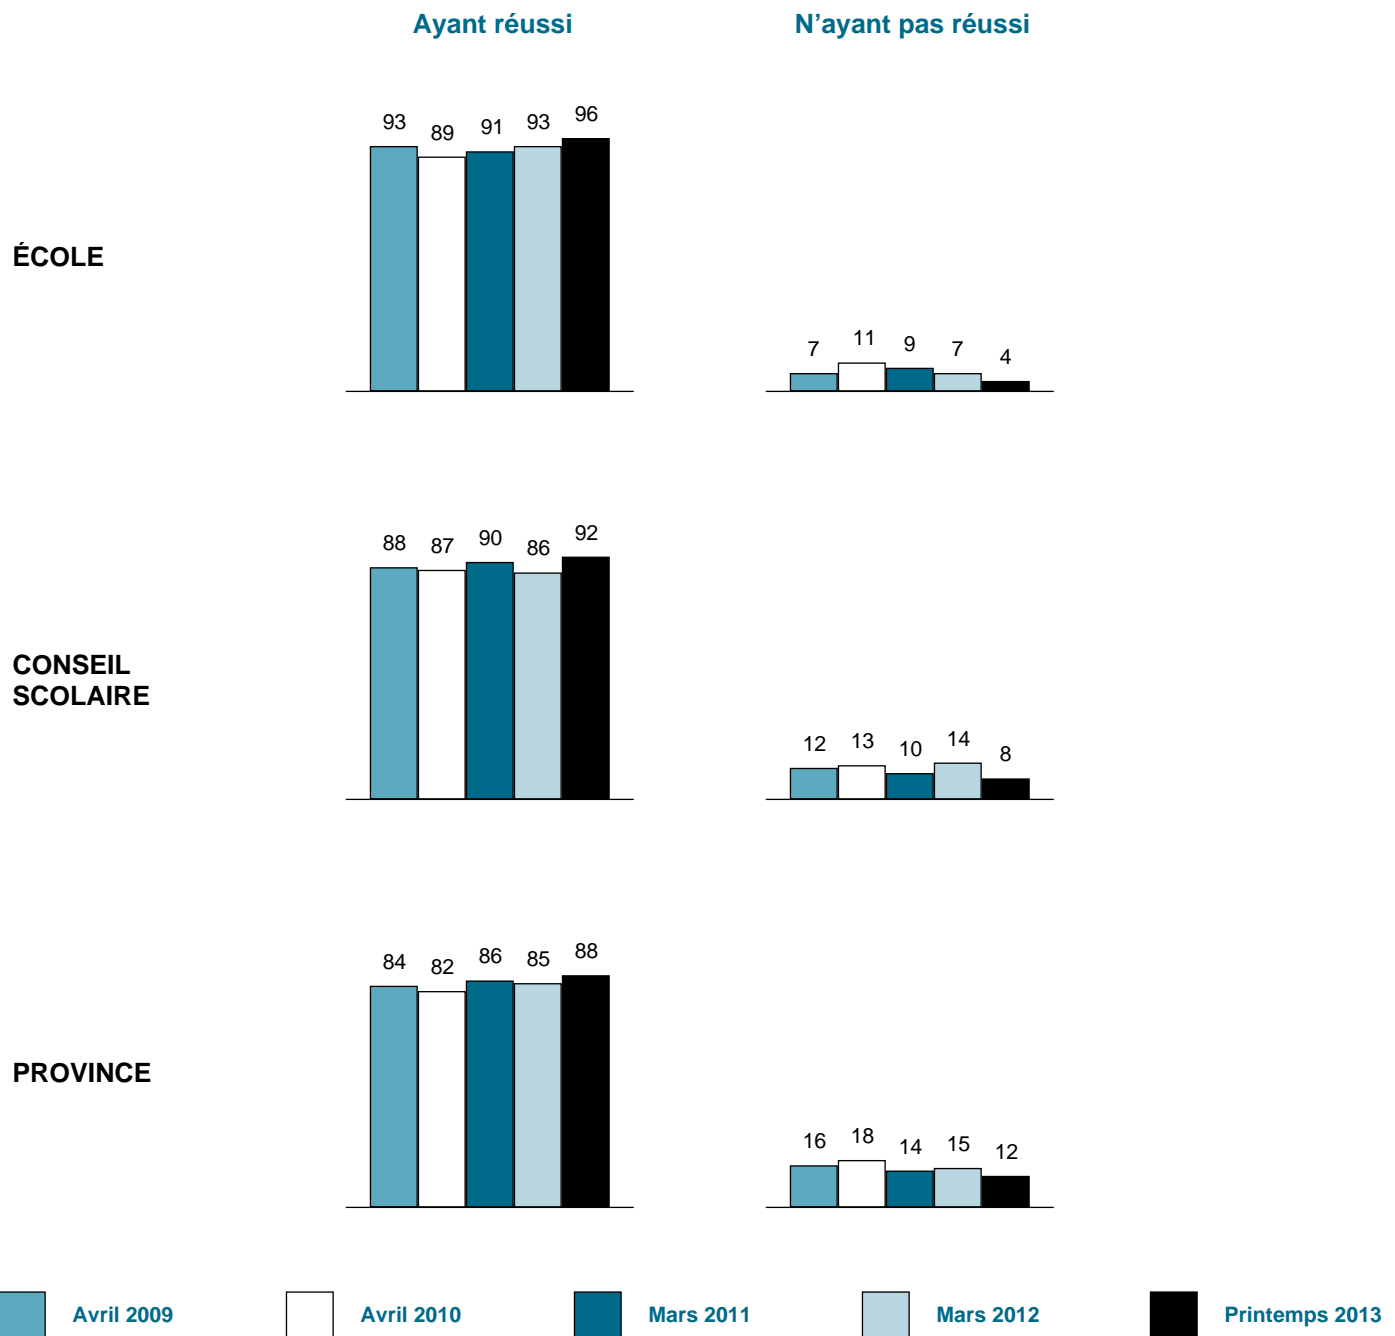 Ayant réussi
N'ayant pas réussi
ÉCOLE
93 89 91 93 96
7 11 9 7 4
CONSEIL
SCOLAIRE
88 87 90 86 92
12 13 10 14 8
PROVINCE
84 82 86 85 88
16 18 14 15 12
Avril 2009
Avril 2010
Mars 2011
Mars 2012
Printemps 2013